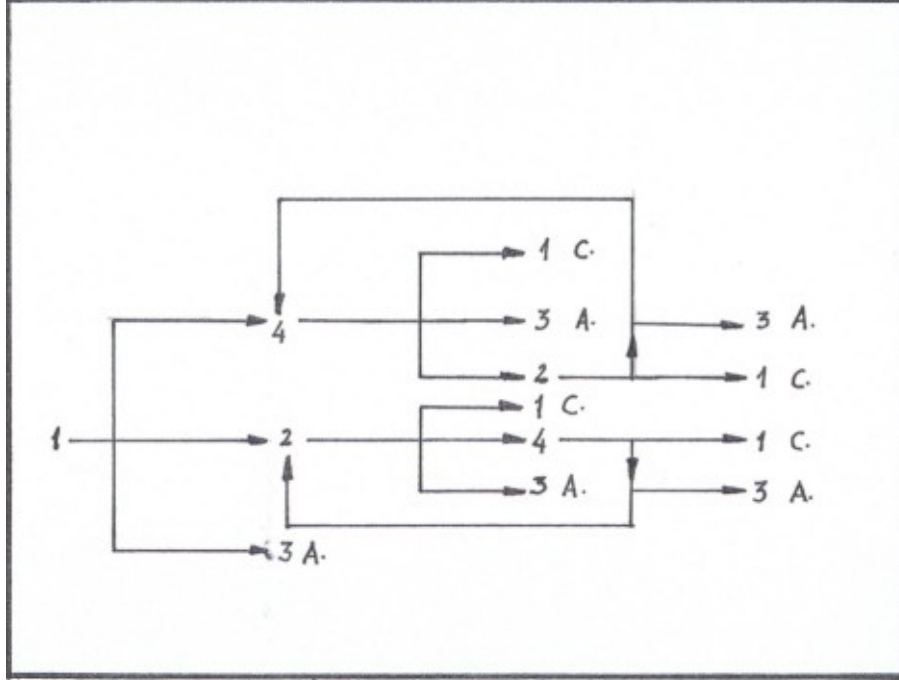 1 C.
4 3 A. 3 A.
2 1 C.
1 C.
1 2 4 1 C.
3 A. 3 A.
3 A.